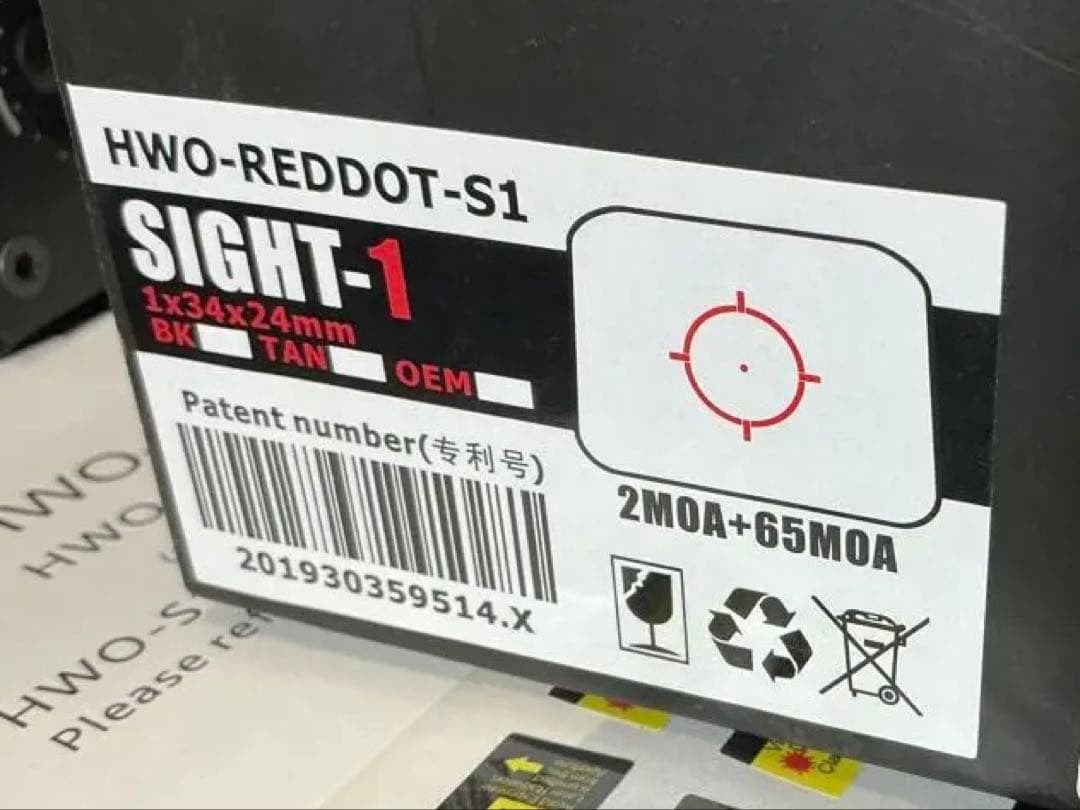 HWO-REDDOT-S1
SIGHT-1
1x34x24mm
BK TAN OEM
Patent number(专利号)
201930359514.X
2MOA+65MOA
HWO
HWO
HWO-S
Please ref